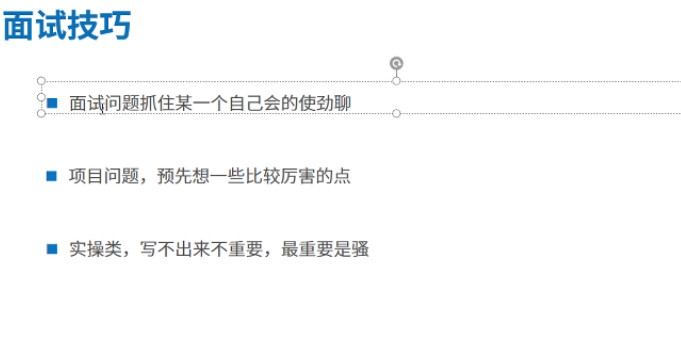 面试技巧
面试问题抓住某一个自己会的使劲聊
项目问题，预先想一些比较厉害的点
实操类，写不出来不重要，最重要是骚